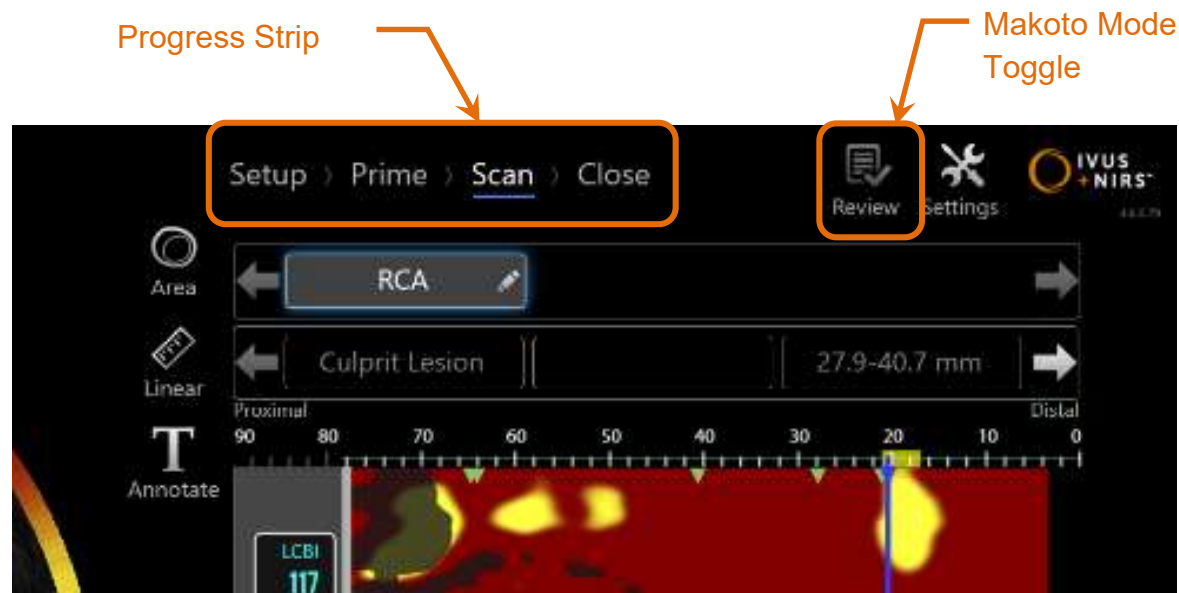 Progress Strip
Makoto Mode
Toggle
Setup > Prime > Scan > Close
Review
Settings
IVUS
+NIRS
Area
RCA
Linear
Culprit Lesion
27.9-40.7 mm
Proximal
Distal
90 80 70 60 50 40 30 20 10 0
T
Annotate
LCBI
117